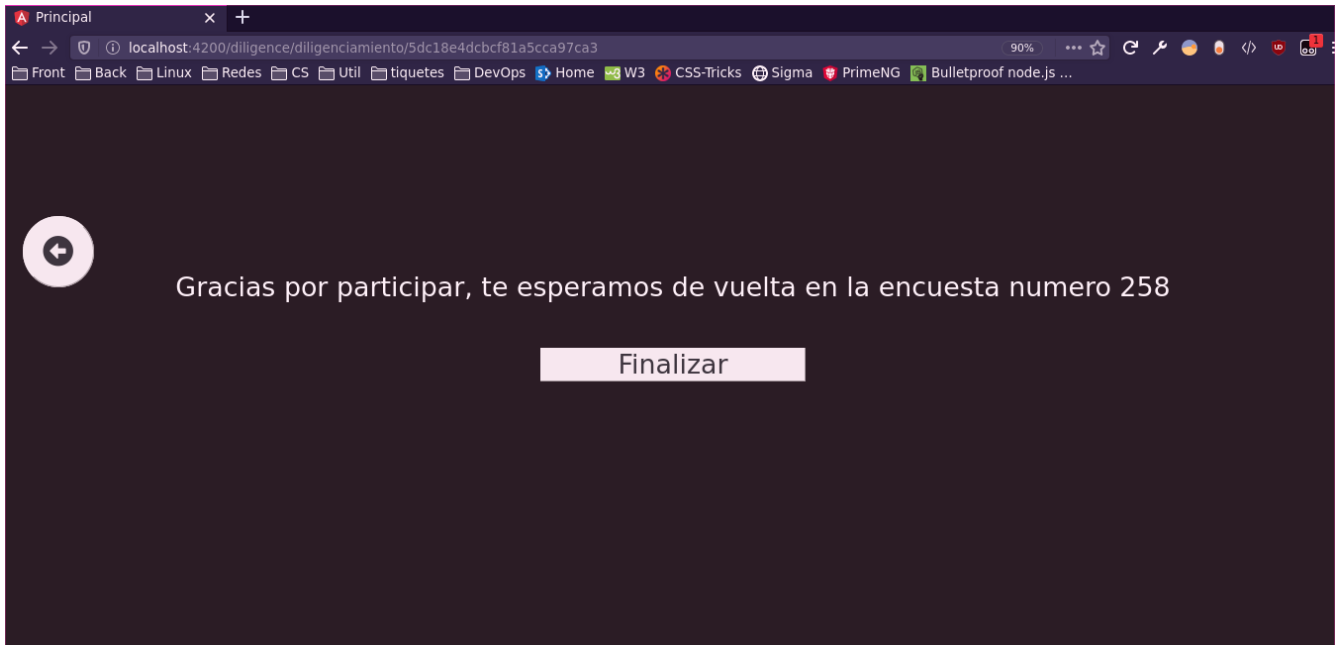 Principal
localhost:4200/diligence/diligenciamiento/5dc18e4dcbcf81a5cca97ca3 90%
Front Back Linux Redes CS Util tiquetes DevOps Home W3 CSS-Tricks Sigma PrimeNG Bulletproof node.js ...
Gracias por participar, te esperamos de vuelta en la encuesta numero 258
Finalizar